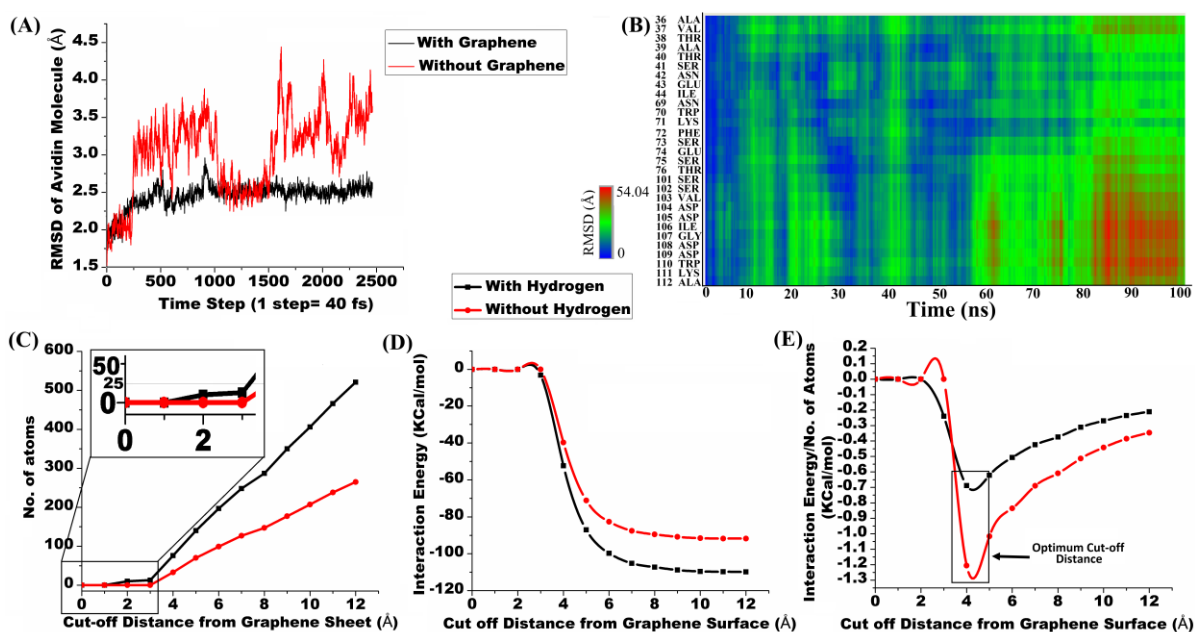 (A)
RMSD of Avidin Molecule (Å)
4.5
4.0
3.5
3.0
2.5
2.0
1.5
0 500 1000 1500 2000 2500
Time Step (1 step= 40 fs)
With Graphene
Without Graphene
(B)
36 ALA
37 VAL
38 THR
39 ALA
40 THR
41 SER
42 ASN
43 GLU
44 ILE
69 ASN
70 TRP
71 LYS
72 PHE
73 SER
74 GLU
75 SER
76 THR
101 SER
102 SER
103 VAL
104 ASP
105 ASP
106 ILE
107 GLY
108 ASP
109 ASP
110 TRP
111 LYS
112 ALA
0 10 20 30 40 50 60 70 80 90 100
Time (ns)
RMSD (Å)
54.04
0
With Hydrogen
Without Hydrogen
(C)
No. of atoms
600
500
400
300
200
100
0
0 2 4 6 8 10 12
Cut-off Distance from Graphene Sheet (Å)
50
25
0
0 2
(D)
Interaction Energy (KCal/mol)
0
-20
-40
-60
-80
-100
-120
0 2 4 6 8 10 12
Cut off Distance from Graphene Surface (Å)
(E)
Interaction Energy/No. of Atoms
(KCal/mol)
0.2
0.1
0.0
-0.1
-0.2
-0.3
-0.4
-0.5
-0.6
-0.7
-0.8
-0.9
-1.0
-1.1
-1.2
-1.3
Optimum Cut-off
Distance
0 2 4 6 8 10 12
Cut off Distance from Graphene Surface (Å)